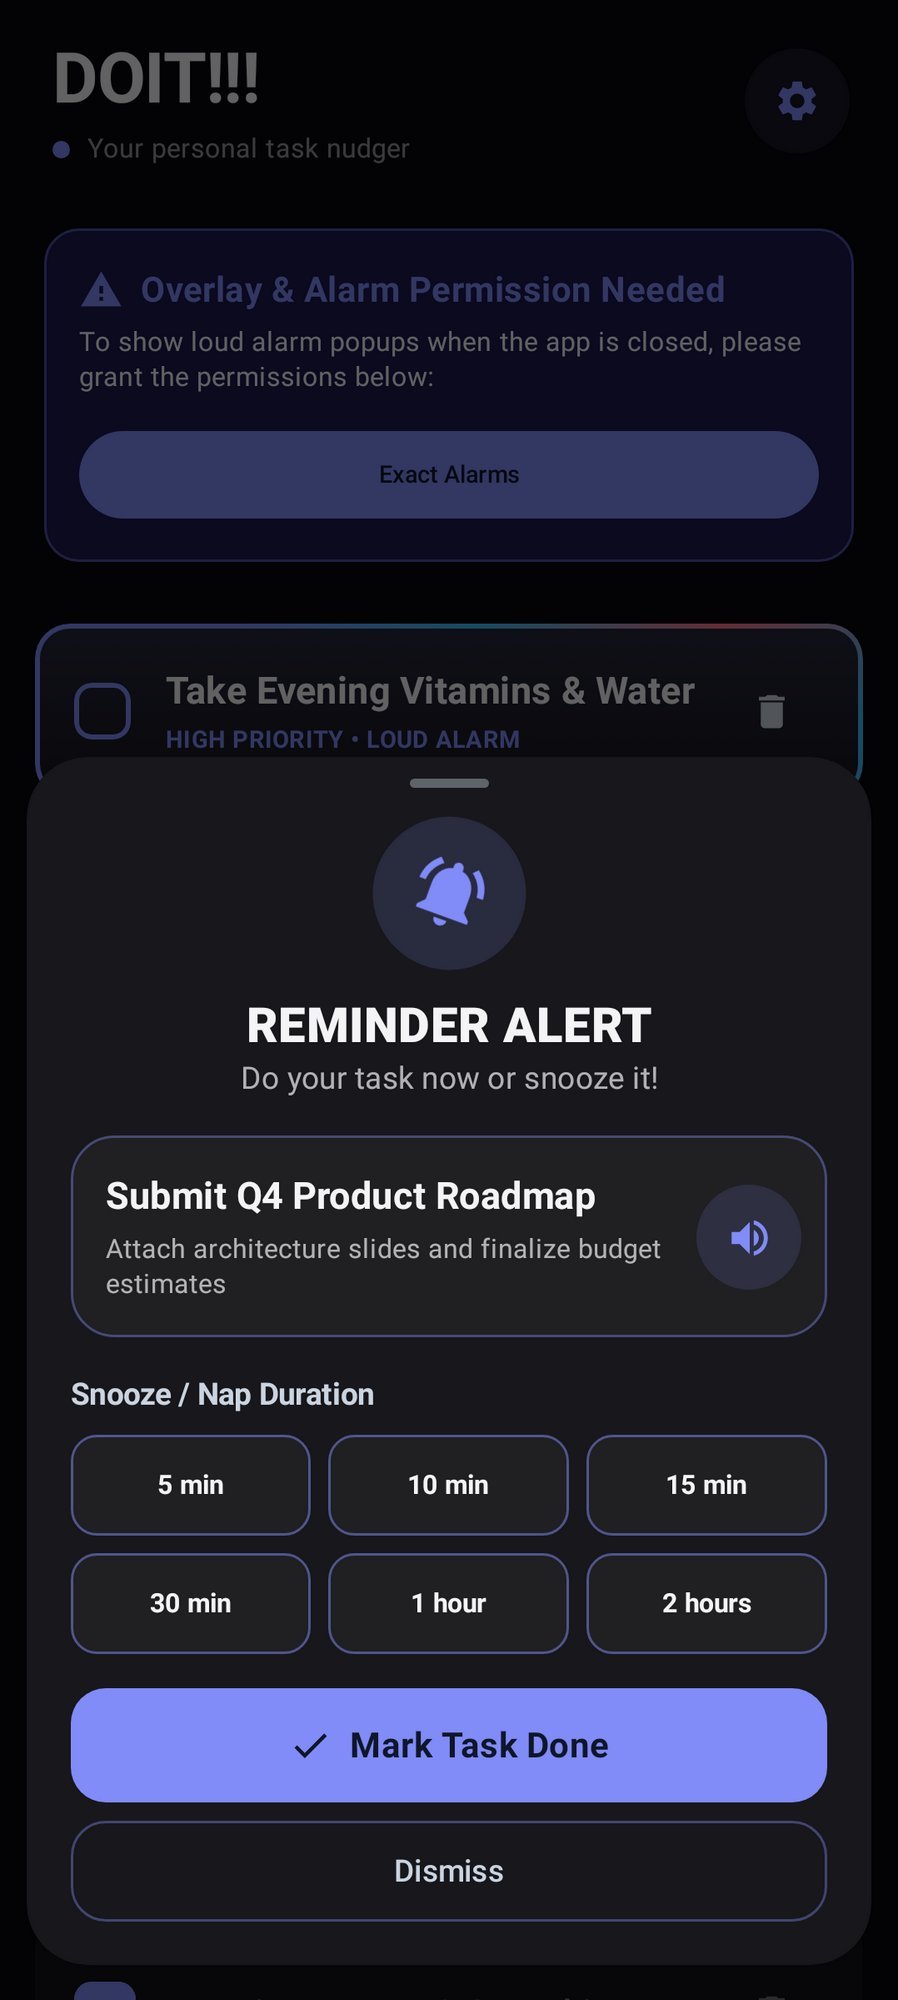 DOIT!!!
Your personal task nudger
Overlay & Alarm Permission Needed
To show loud alarm popups when the app is closed, please
grant the permissions below:
Exact Alarms
Take Evening Vitamins & Water
HIGH PRIORITY • LOUD ALARM
REMINDER ALERT
Do your task now or snooze it!
Submit Q4 Product Roadmap
Attach architecture slides and finalize budget
estimates
Snooze / Nap Duration
5 min
10 min
15 min
30 min
1 hour
2 hours
Mark Task Done
Dismiss